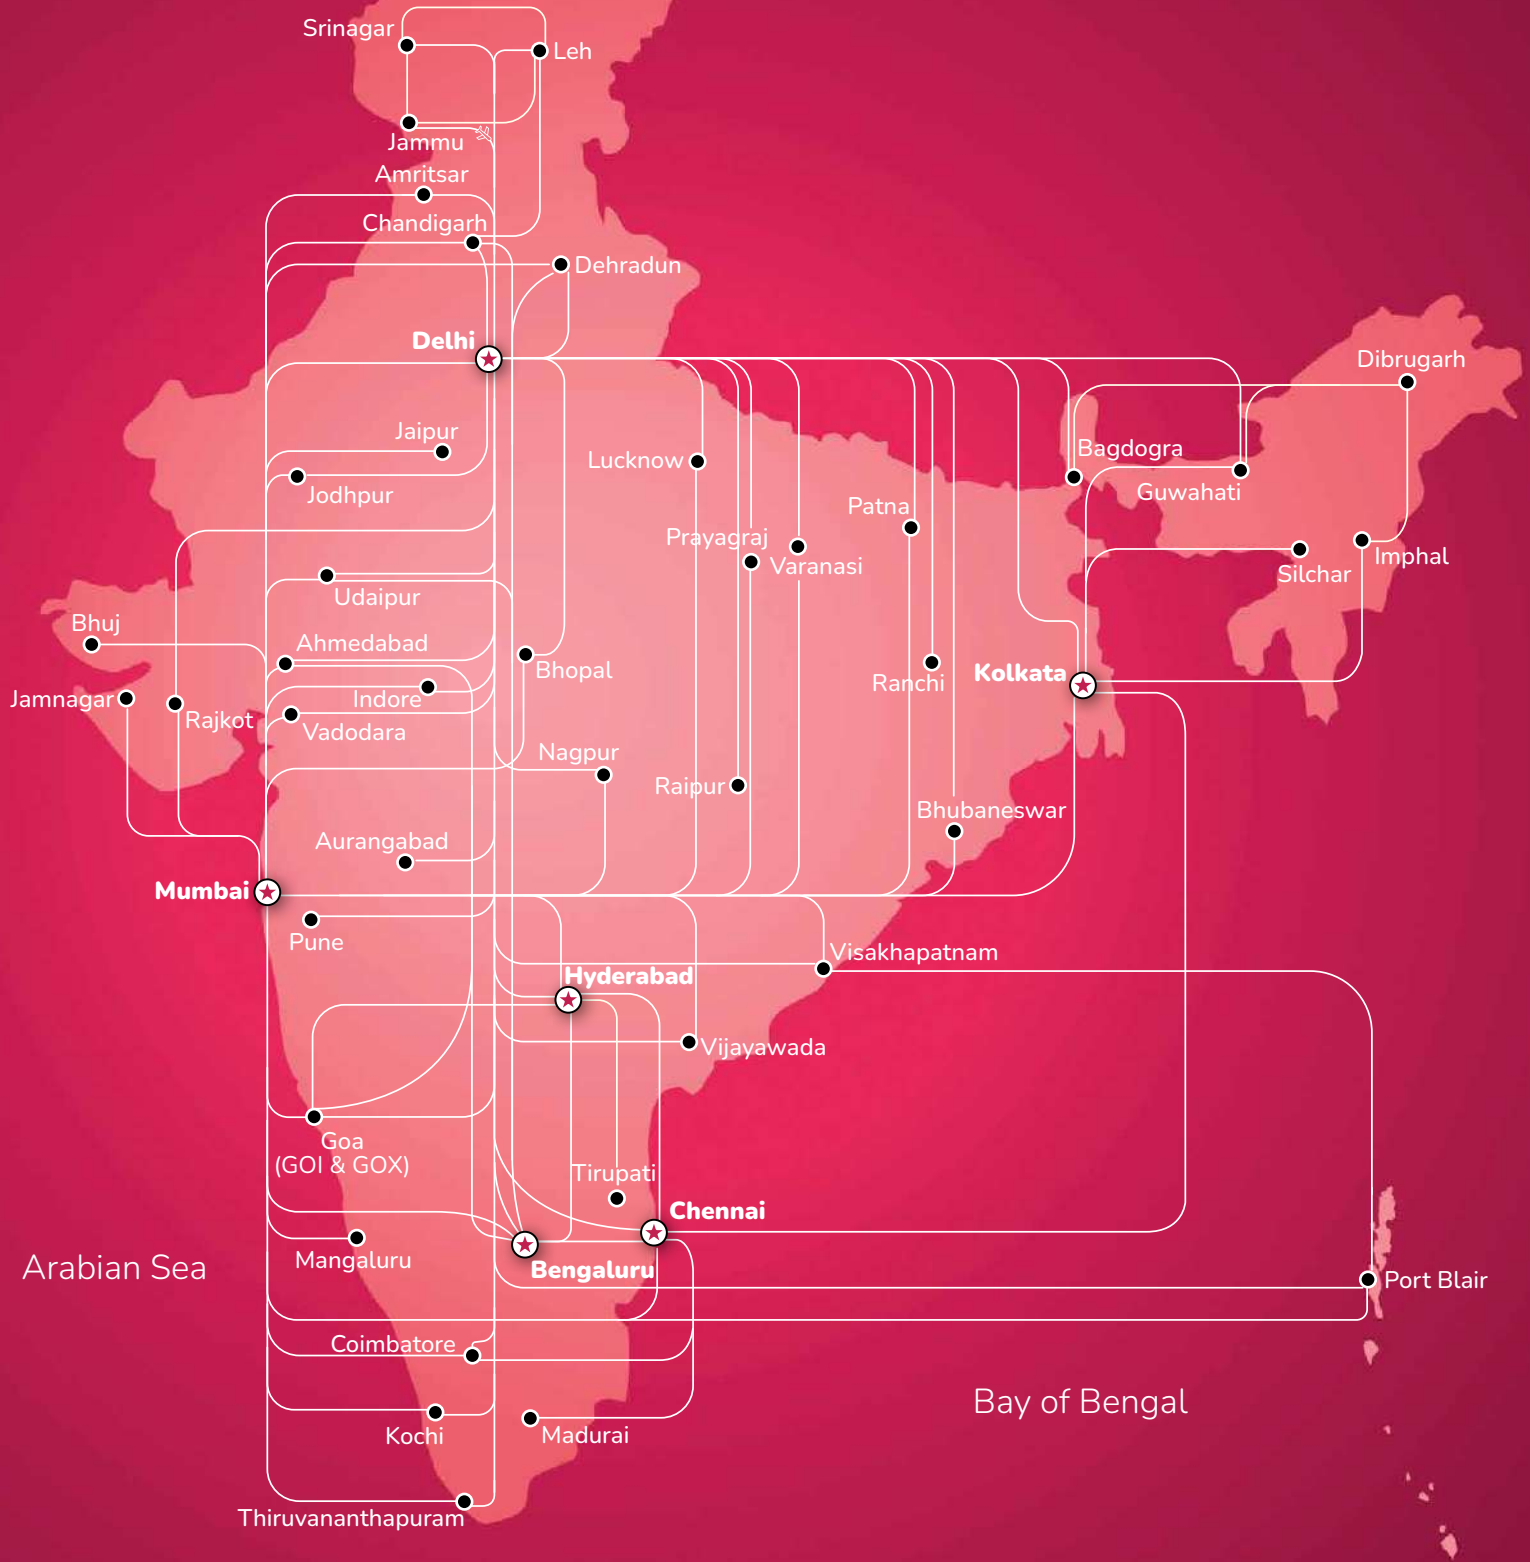 Srinagar
Leh
Jammu
Amritsar
Chandigarh
Dehradun
Delhi
Dibrugarh
Jaipur
Bagdogra
Lucknow
Jodhpur
Guwahati
Patna
Prayagraj
Varanasi
Imphal
Silchar
Udaipur
Bhuj
Ahmedabad
Bhopal
Kolkata
Ranchi
Jamnagar
Indore
Rajkot
Vadodara
Nagpur
Raipur
Bhubaneswar
Aurangabad
Mumbai
Pune
Visakhapatnam
Hyderabad
Vijayawada
Goa
(GOI & GOX)
Tirupati
Chennai
Mangaluru
Arabian Sea
Bengaluru
Port Blair
Coimbatore
Bay of Bengal
Kochi
Madurai
Thiruvananthapuram